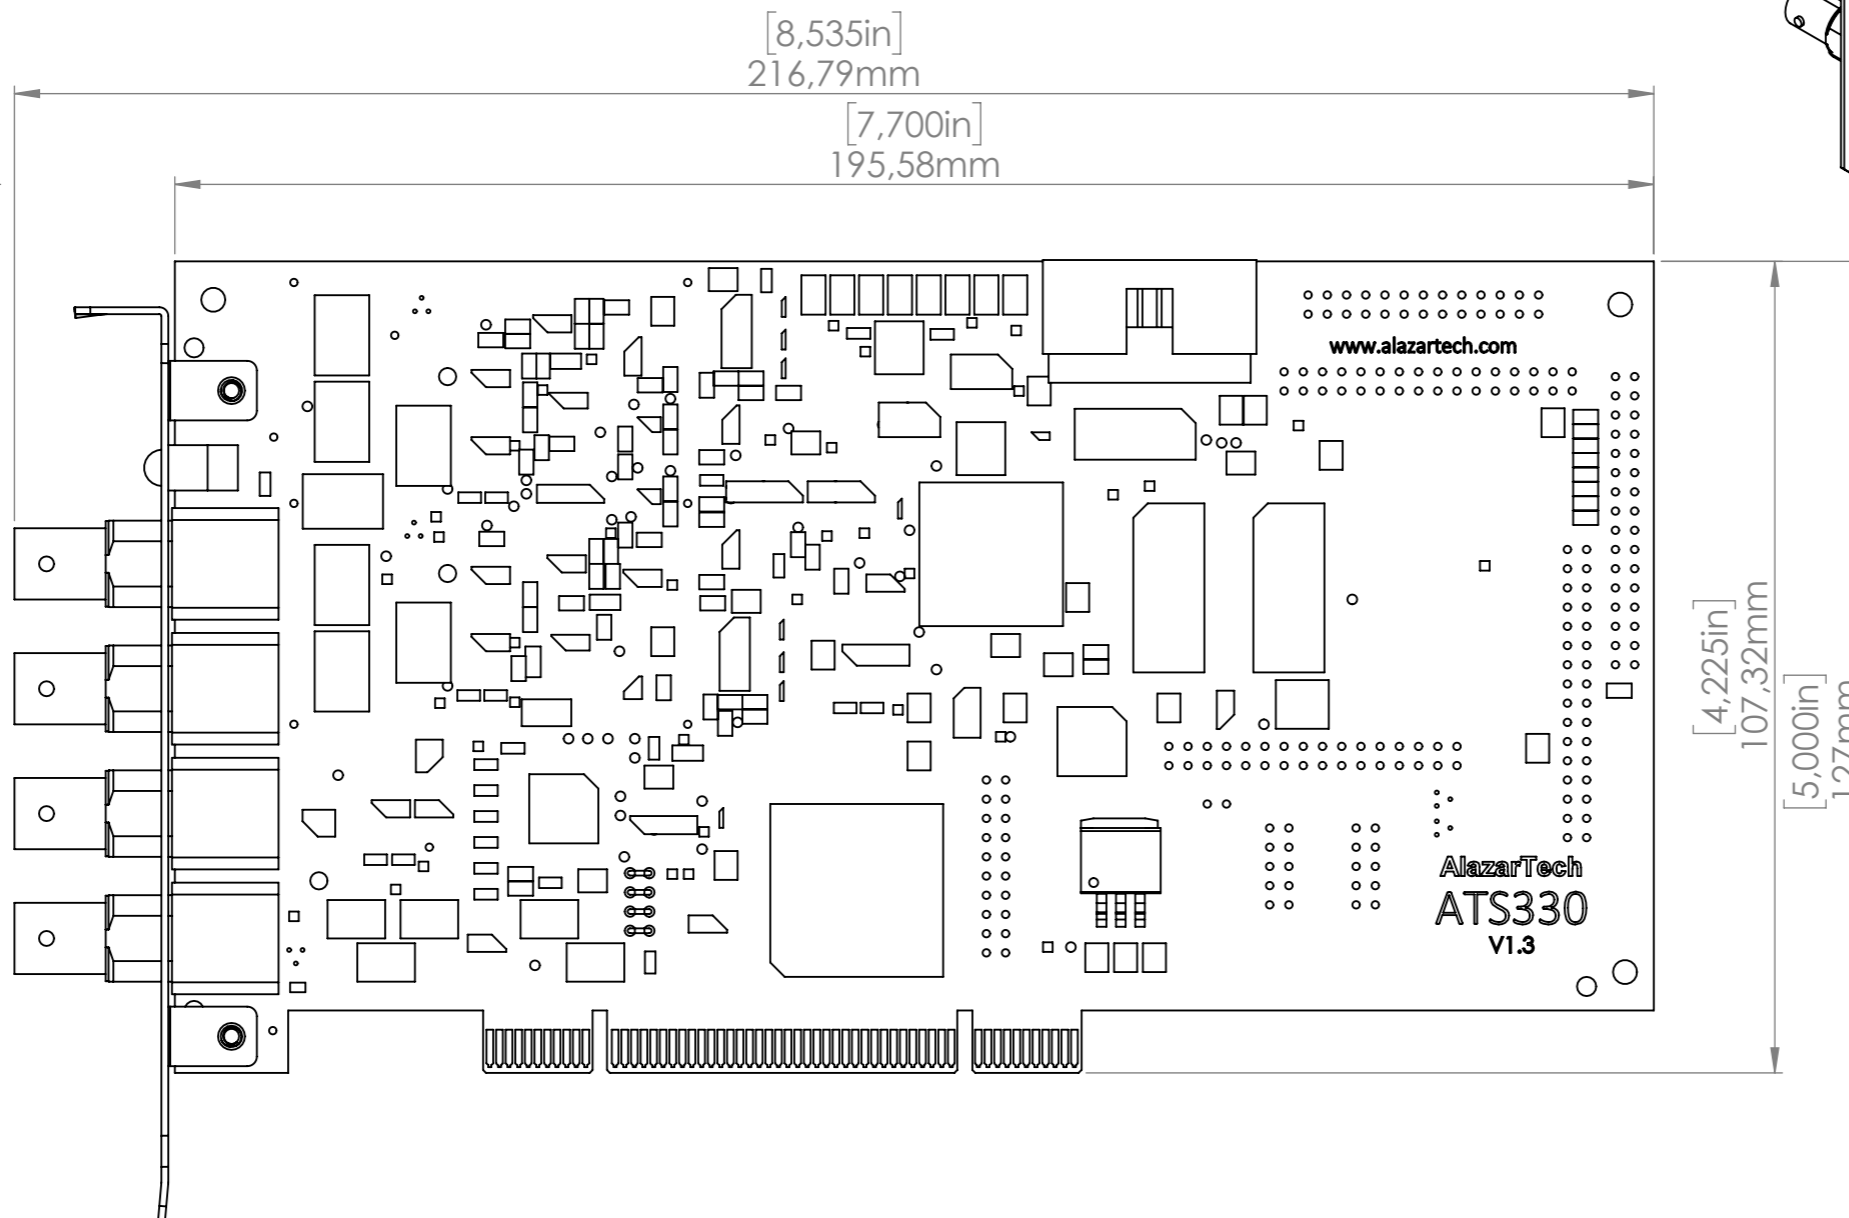 [8,535in]
216,79mm
[7,700in]
195,58mm
www.alazartech.com
[4,225in]
107,32mm
[5,000in]
127mm
AlazarTech
ATS330
V1.3